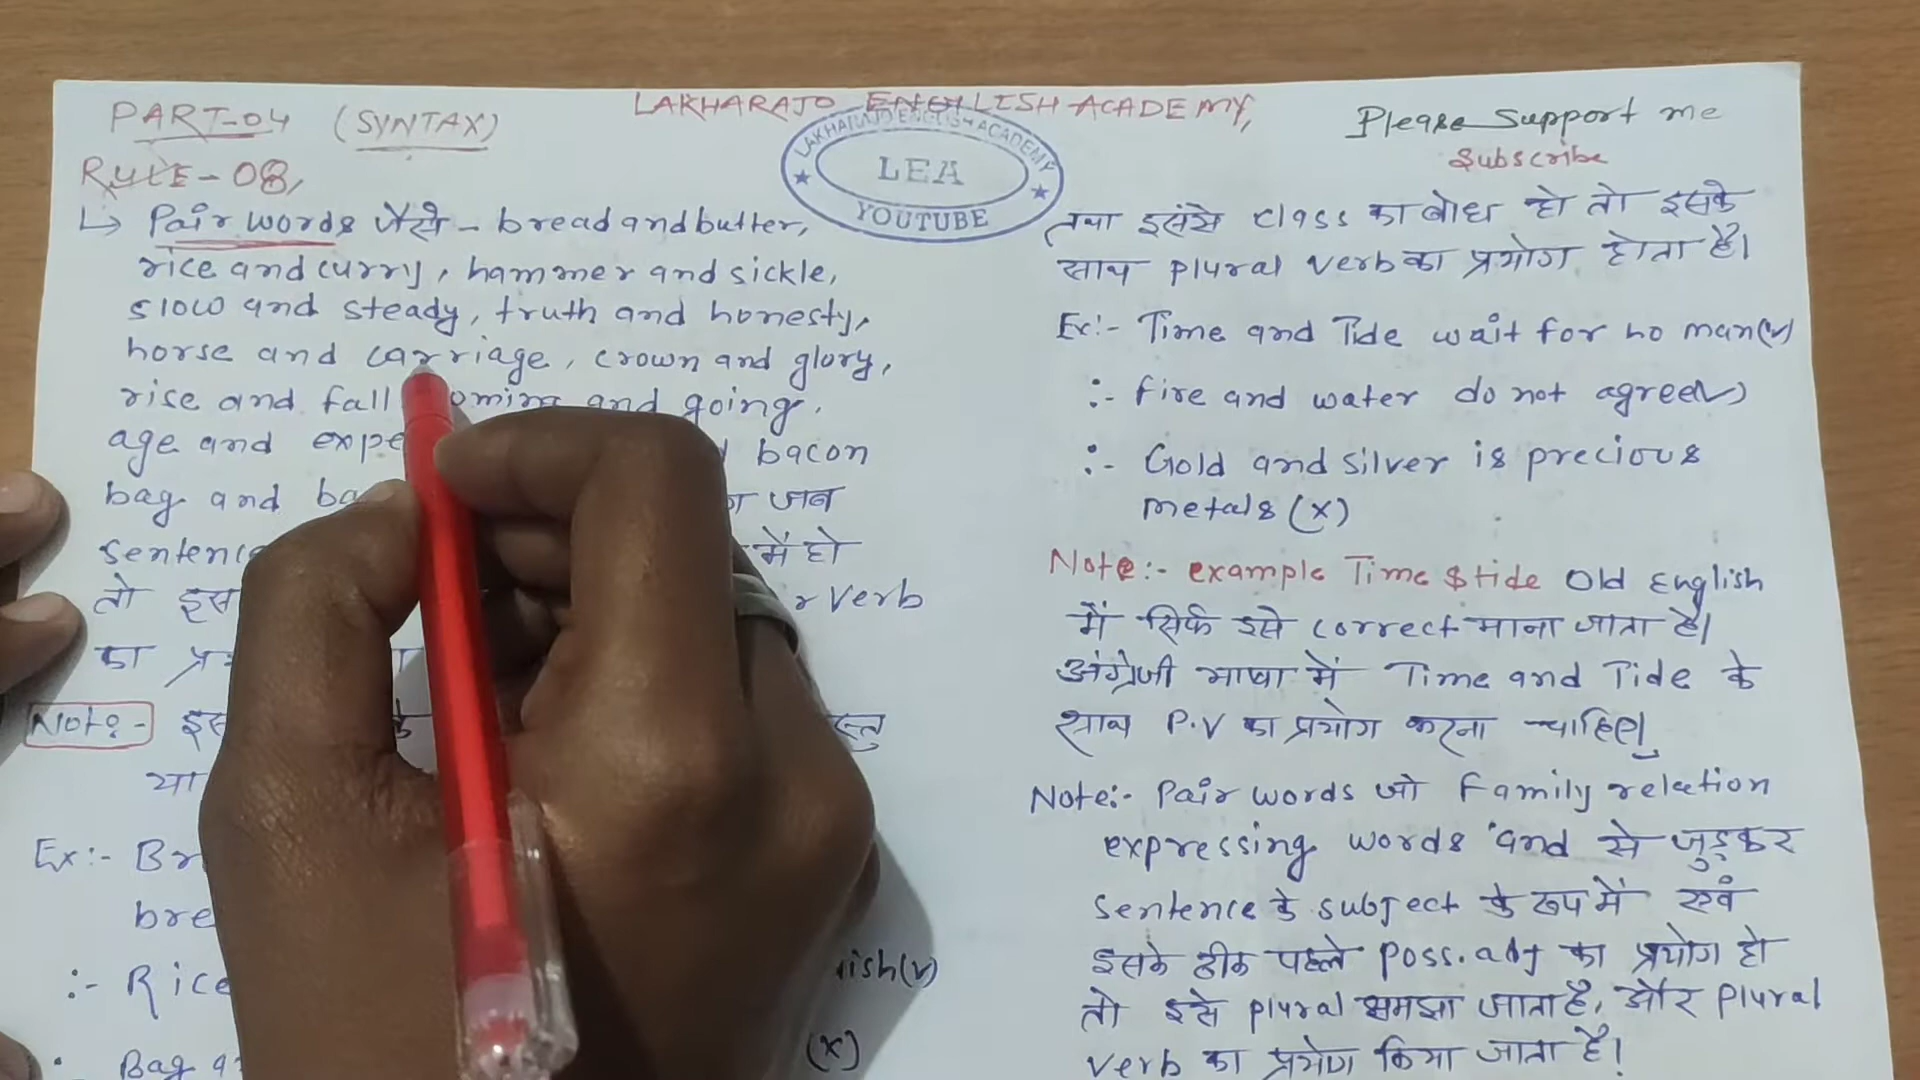 PART-04 (SYNTAX)
LAKHARAJO ENGLISH ACADEMY,
LAKHARAJO ENGLISH ACADEMY
LEA
YOUTUBE
Please Support me
Subscribe
RULE-08,
↳ Pair words जैसे - bread and butter,
rice and curry, hammer and sickle,
slow and steady, truth and honesty,
horse and carriage, crown and glory,
rise and fall and going,
age and bacon
bag and जब
में हो
तो verb
का
Note:-
या
Ex:-
:- Rice
(x)
Bag
तथा इससे class का बोध हो तो इसके
साथ plural verb का प्रयोग होता है।
Ex:- Time and Tide wait for no man(v)
:- fire and water do not agree(v)
:- Gold and silver is precious
metals (x)
Note:- example Time & tide Old English
में सिर्फ इसे correct माना जाता है।
अंग्रेजी भाषा में Time and Tide के
साथ P.V का प्रयोग करना चाहिए।
Note:- Pair words जो Family relation
expressing words 'and से जुड़कर
sentence के subject के रूप में एवं
इसके ठीक पहले poss.adj का प्रयोग हो
तो इसे plural समझा जाता है, और plural
verb का प्रयोग किया जाता है!